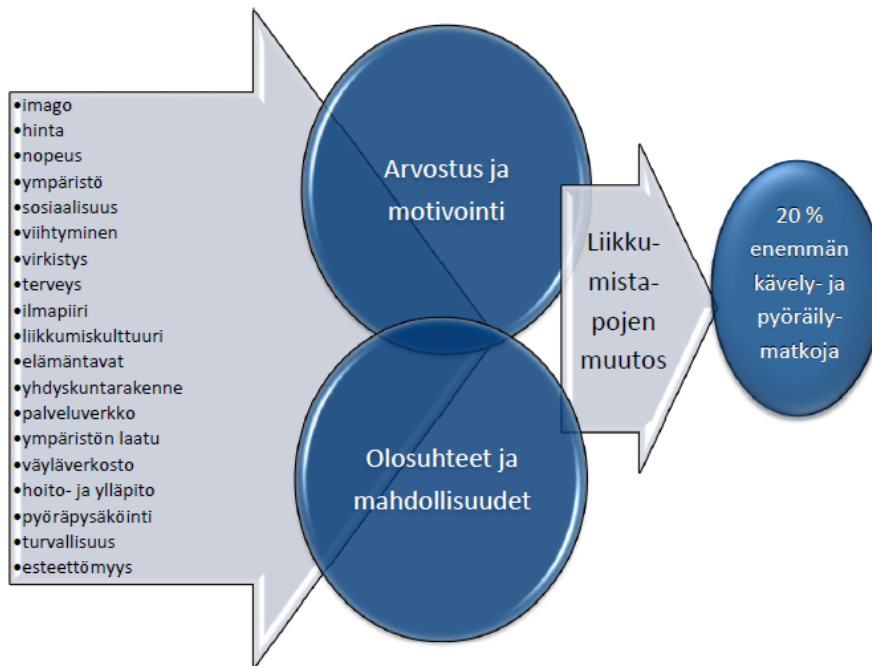 •imago
•hinta
•nopeus
•ympäristö
•sosiaalisuus
•viihtyminen
•virkistys
•terveys
•ilmapiiri
•liikkumiskulttuuri
•elämäntavat
•yhdyskuntarakenne
•palveluverkko
•ympäristön laatu
•väyläverkosto
•hoito- ja ylläpito
•pyöräpysäköinti
•turvallisuus
•esteettömyys
Arvostus ja
motivointi
Olosuhteet ja
mahdollisuudet
Liikku-
mista-
pojen
muutos
20 %
enemmän
kävely- ja
pyöräily-
matkoja